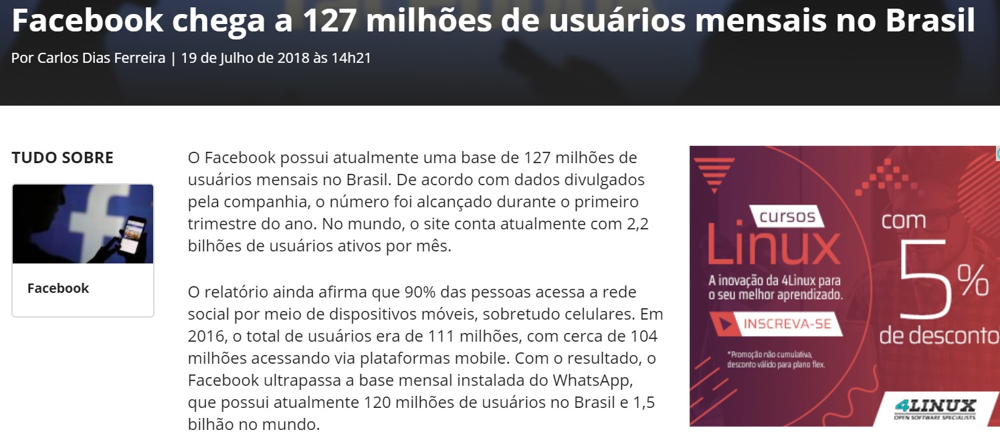 Facebook chega a 127 milhões de usuários mensais no Brasil
Por Carlos Dias Ferreira | 19 de Julho de 2018 às 14h21
TUDO SOBRE
Facebook
O Facebook possui atualmente uma base de 127 milhões de
usuários mensais no Brasil. De acordo com dados divulgados
pela companhia, o número foi alcançado durante o primeiro
trimestre do ano. No mundo, o site conta atualmente com 2,2
bilhões de usuários ativos por mês.
O relatório ainda afirma que 90% das pessoas acessa a rede
social por meio de dispositivos móveis, sobretudo celulares. Em
2016, o total de usuários era de 111 milhões, com cerca de 104
milhões acessando via plataformas mobile. Com o resultado, o
Facebook ultrapassa a base mensal instalada do WhatsApp,
que possui atualmente 120 milhões de usuários no Brasil e 1,5
bilhão no mundo.
cursos
Linux
A inovação da 4Linux para
o seu melhor aprendizado.
INSCREVA-SE
*Promoção não cumulativa,
desconto válido para plano flex.
com
5%
de desconto
4LINUX
OPEN SOFTWARE SPECIALISTS